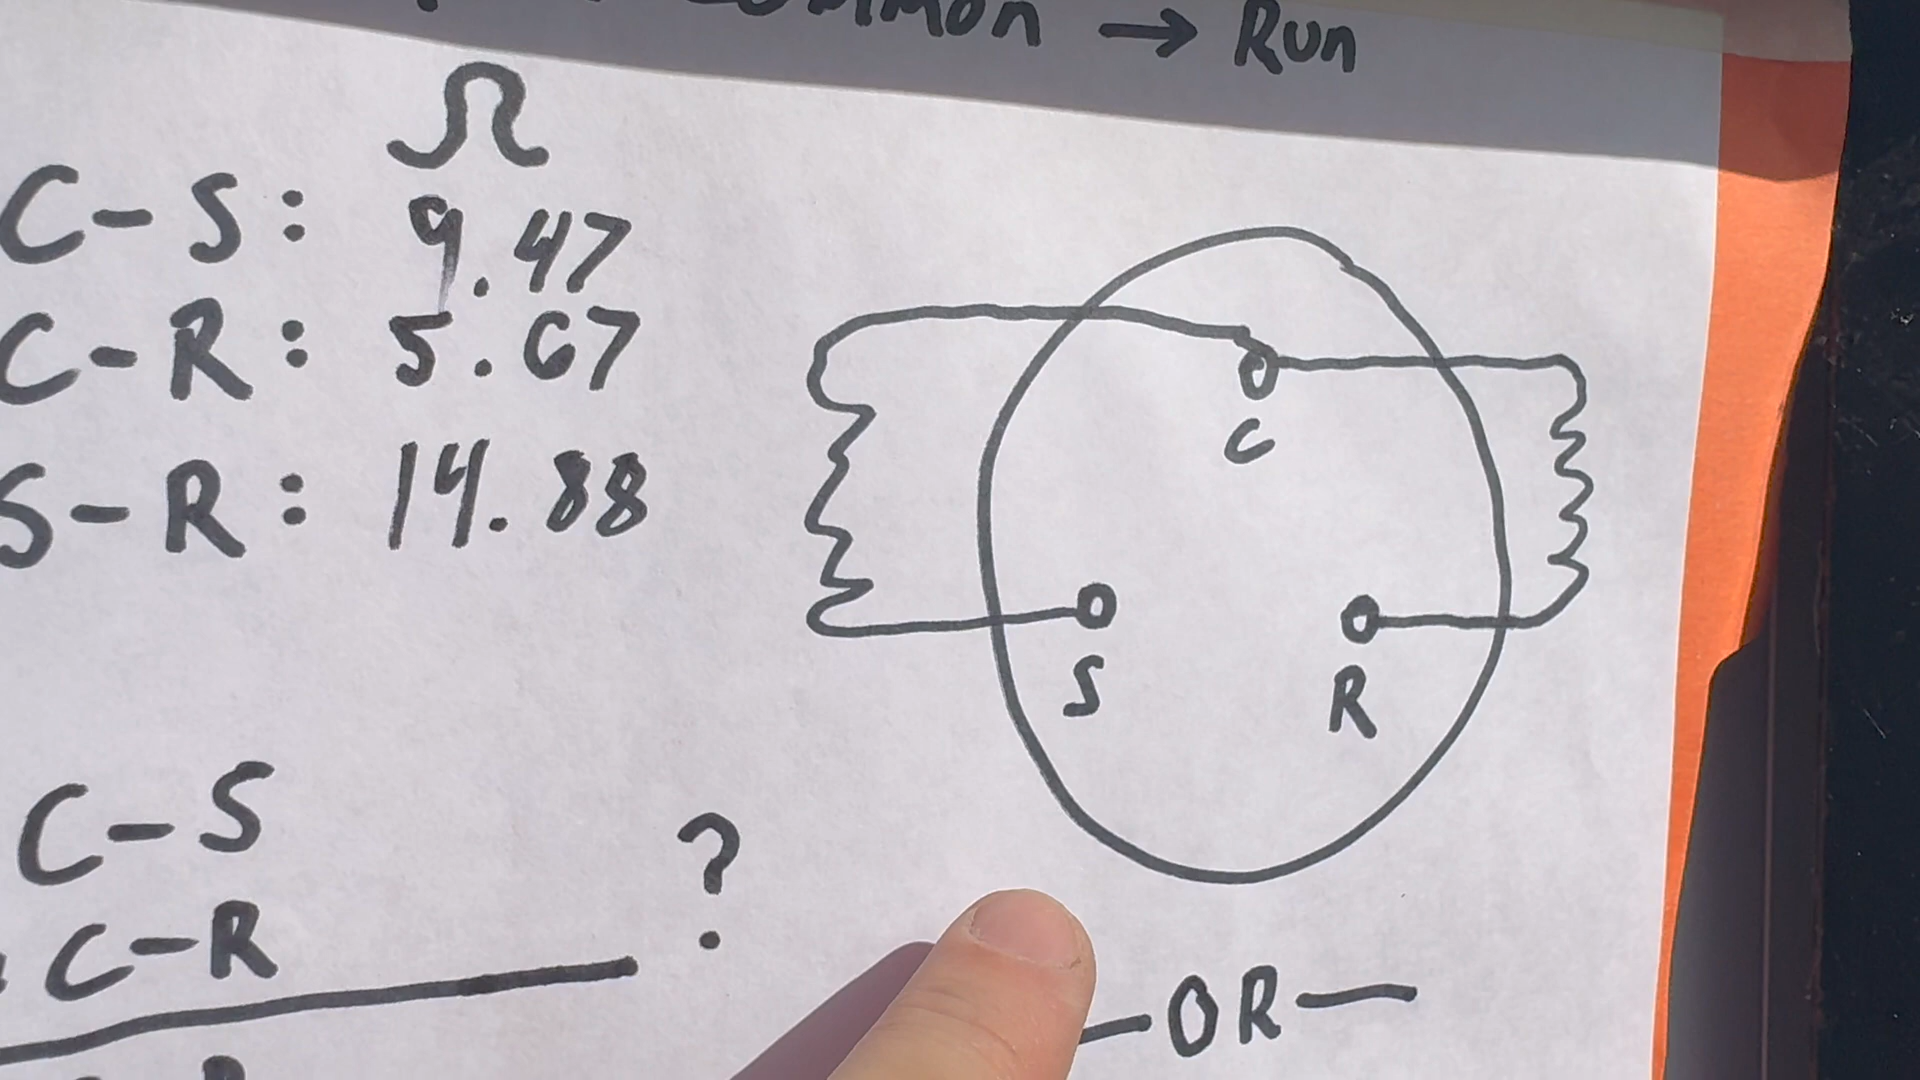 → Run
Ω
C-S: 9.47
C-R: 5.67
S-R: 14.88
C
S
R
C-S
C-R
?
— OR —